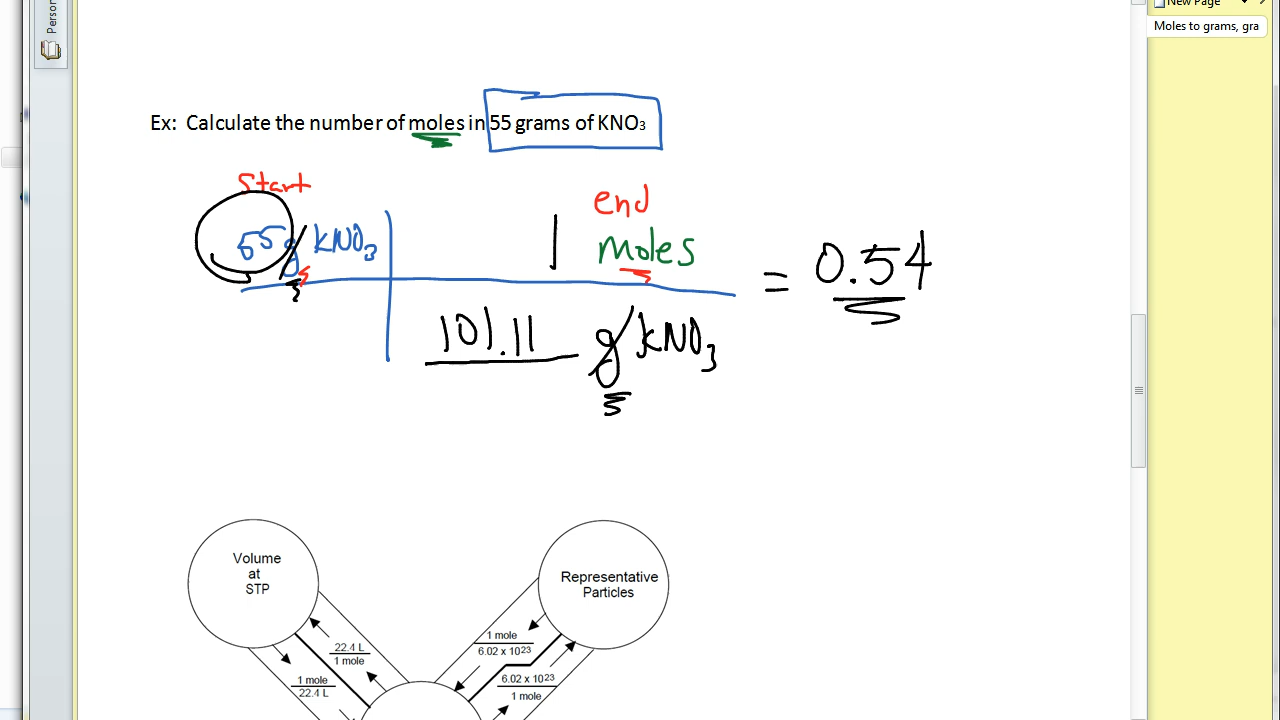 New Page
Person
Moles to grams, gra
Ex: Calculate the number of moles in 55 grams of KNO3
Start
end
55g KNO3
1 moles
= 0.54
101.11 g KNO3
Volume
at
STP
Representative
Particles
22.4 L
1 mole
1 mole
22.4 L
1 mole
6.02 x 10^23
6.02 x 10^23
1 mole